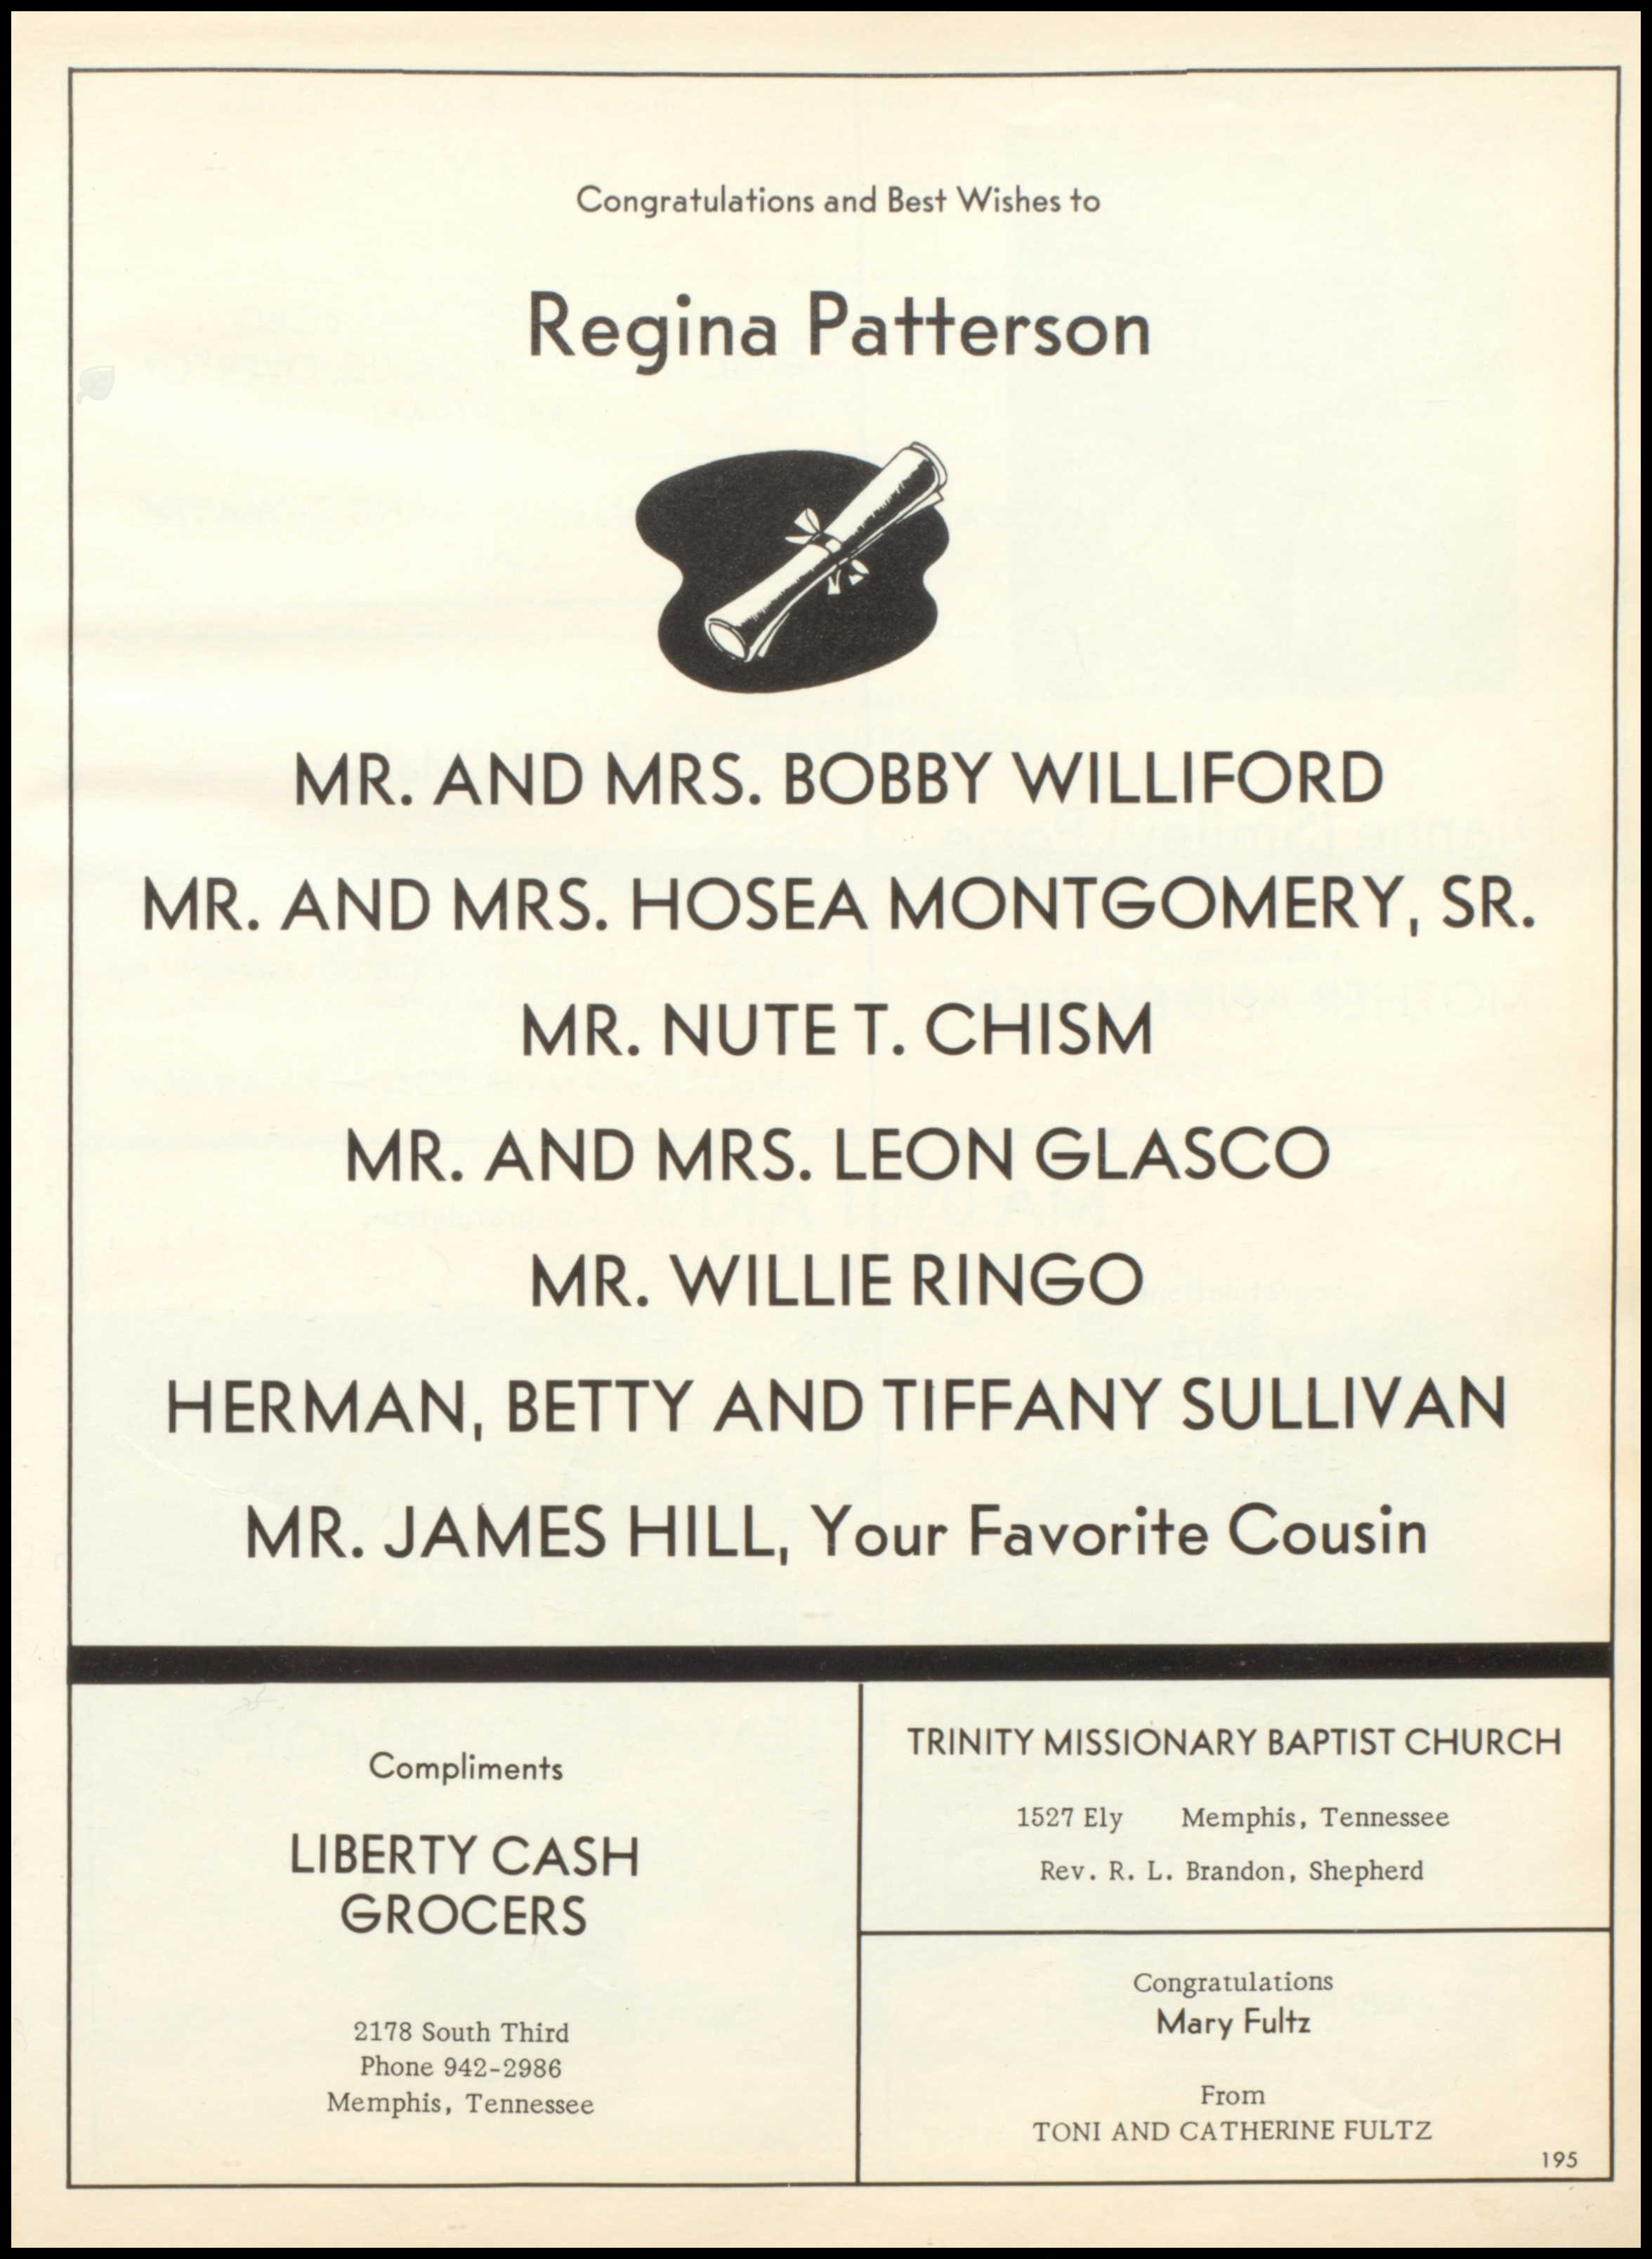 Congratulations and Best Wishes to
Regina Patterson
MR. AND MRS. BOBBY WILLIFORD
MR. AND MRS. HOSEA MONTGOMERY, SR.
MR. NUTE T. CHISM
MR. AND MRS. LEON GLASCO
MR. WILLIE RINGO
HERMAN, BETTY AND TIFFANY SULLIVAN
MR. JAMES HILL, Your Favorite Cousin
Compliments
LIBERTY CASH
GROCERS
2178 South Third
Phone 942-2986
Memphis, Tennessee
TRINITY MISSIONARY BAPTIST CHURCH
1527 Ely Memphis, Tennessee
Rev. R. L. Brandon, Shepherd
Congratulations
Mary Fultz
From
TONI AND CATHERINE FULTZ
195